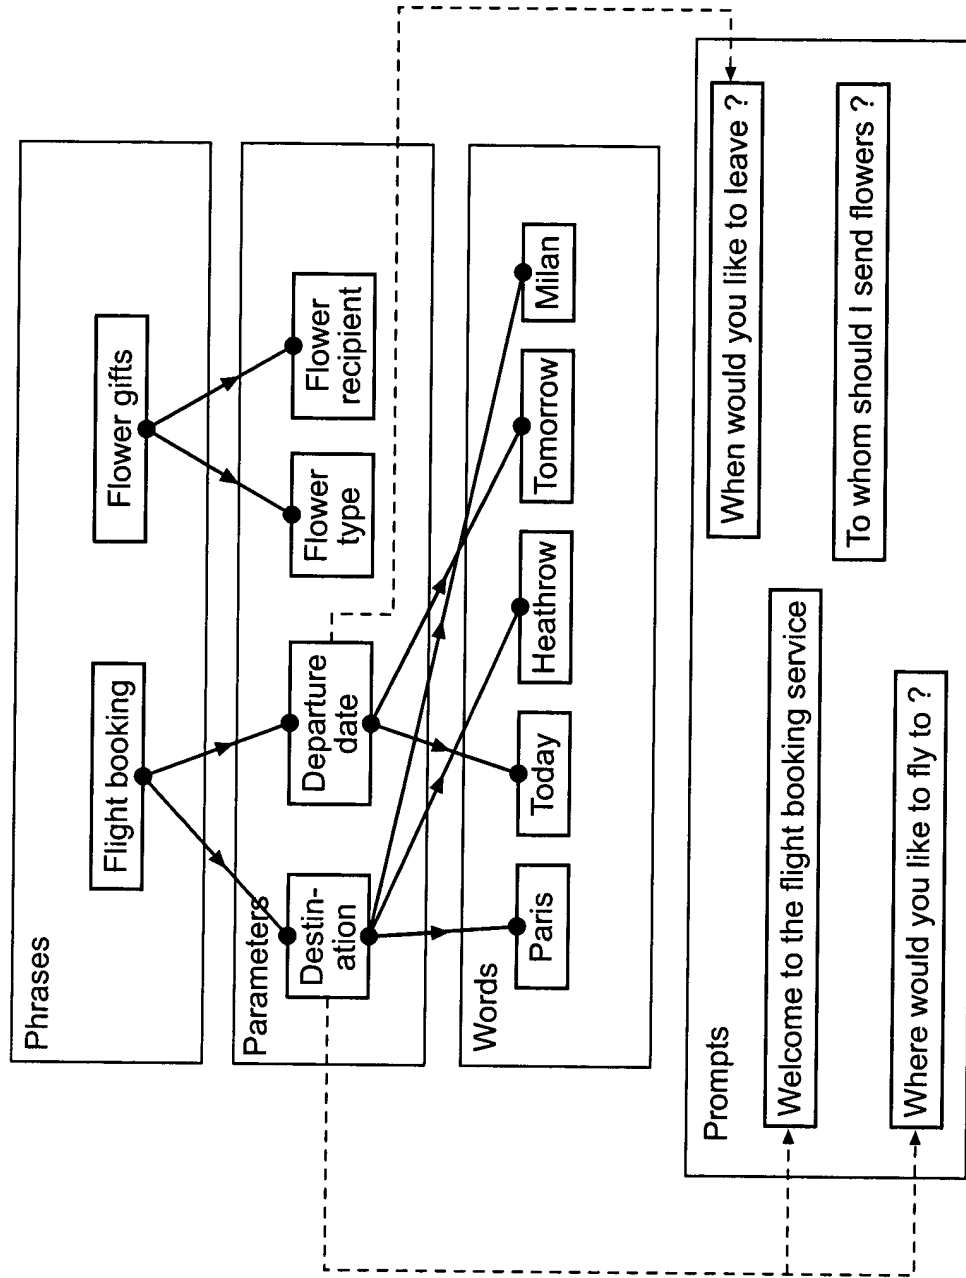 Phrases
Flight booking
Flower gifts
Parameters
Destin-
ation
Departure
date
Flower
type
Flower
recipient
Words
Paris
Today
Heathrow
Tomorrow
Milan
Prompts
Welcome to the flight booking service
When would you like to leave ?
Where would you like to fly to ?
To whom should I send flowers ?